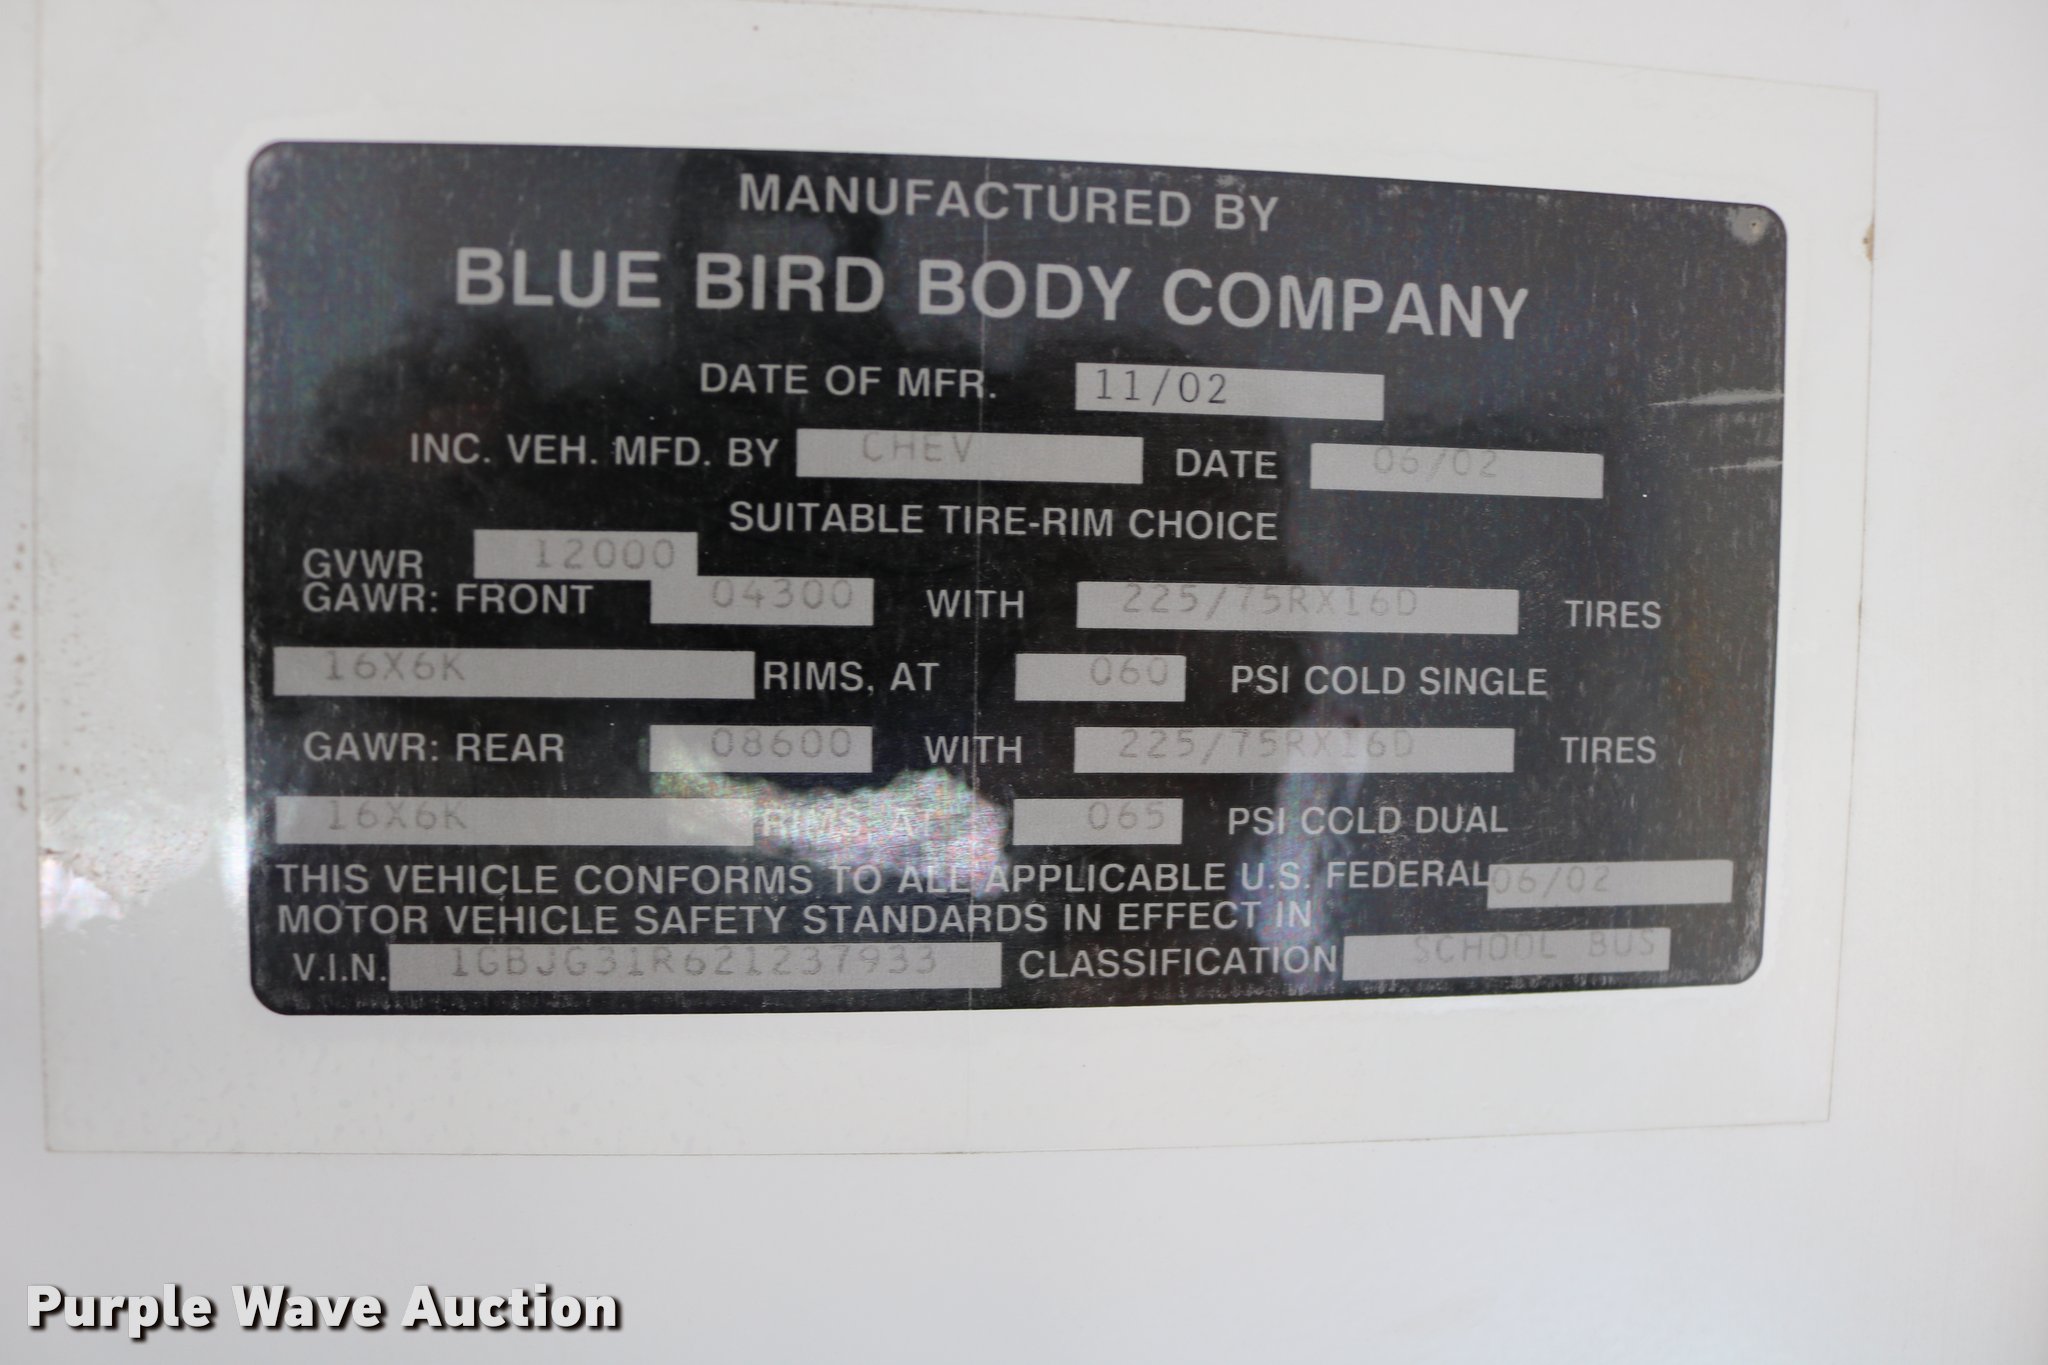 MANUFACTURED BY
BLUE BIRD BODY COMPANY
DATE OF MFR. 11/02
INC. VEH. MFD. BY CHEV DATE 06/02
SUITABLE TIRE-RIM CHOICE
GVWR 12000
GAWR: FRONT 04300 WITH 225/75RX16D TIRES
16X6K RIMS, AT 060 PSI COLD SINGLE
GAWR: REAR 08600 WITH 225/75RX16D TIRES
16X6K RIMS, AT 065 PSI COLD DUAL
THIS VEHICLE CONFORMS TO ALL APPLICABLE U.S. FEDERAL 06/02
MOTOR VEHICLE SAFETY STANDARDS IN EFFECT IN
V.I.N. 1GBJG31R621237933 CLASSIFICATION SCHOOL BUS
Purple Wave Auction